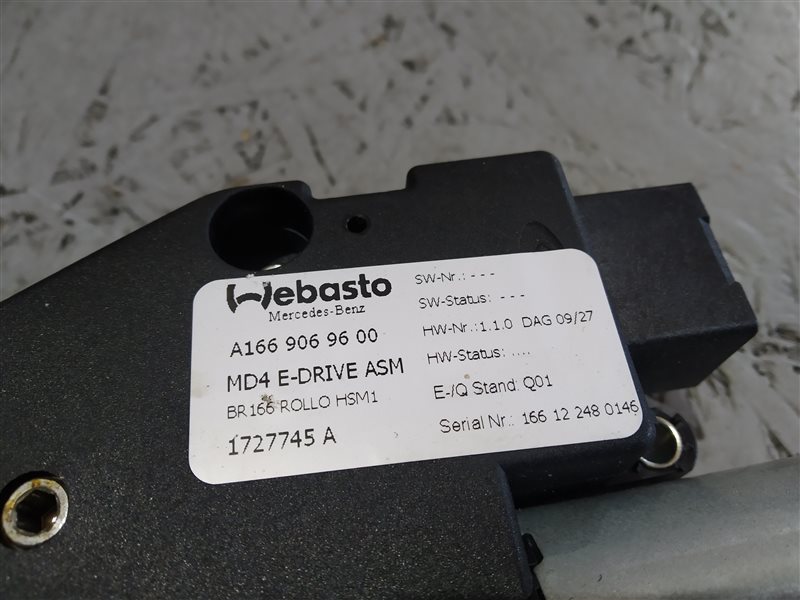 Webasto
Mercedes-Benz
A166 906 96 00
MD4 E-DRIVE ASM
BR166 ROLLO HSM1
1727745 A
SW-Nr.: - - -
SW-Status: - - -
HW-Nr.:1.1.0 DAG 09/27
HW-Status: ....
E-/Q Stand: Q01
Serial Nr.: 166 12 248 0146